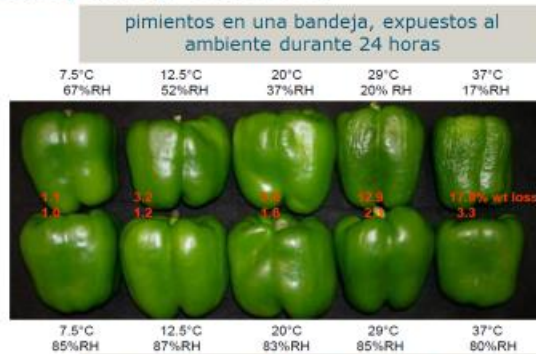 pimientos en una bandeja, expuestos al
ambiente durante 24 horas
7.5°C 12.5°C 20°C 29°C 37°C
67%RH 52%RH 37%RH 20% RH 17%RH
3.2 12.9 17.8% wt loss
1.0 1.2 1.6 3.3
7.5°C 12.5°C 20°C 29°C 37°C
85%RH 87%RH 83%RH 85%RH 80%RH